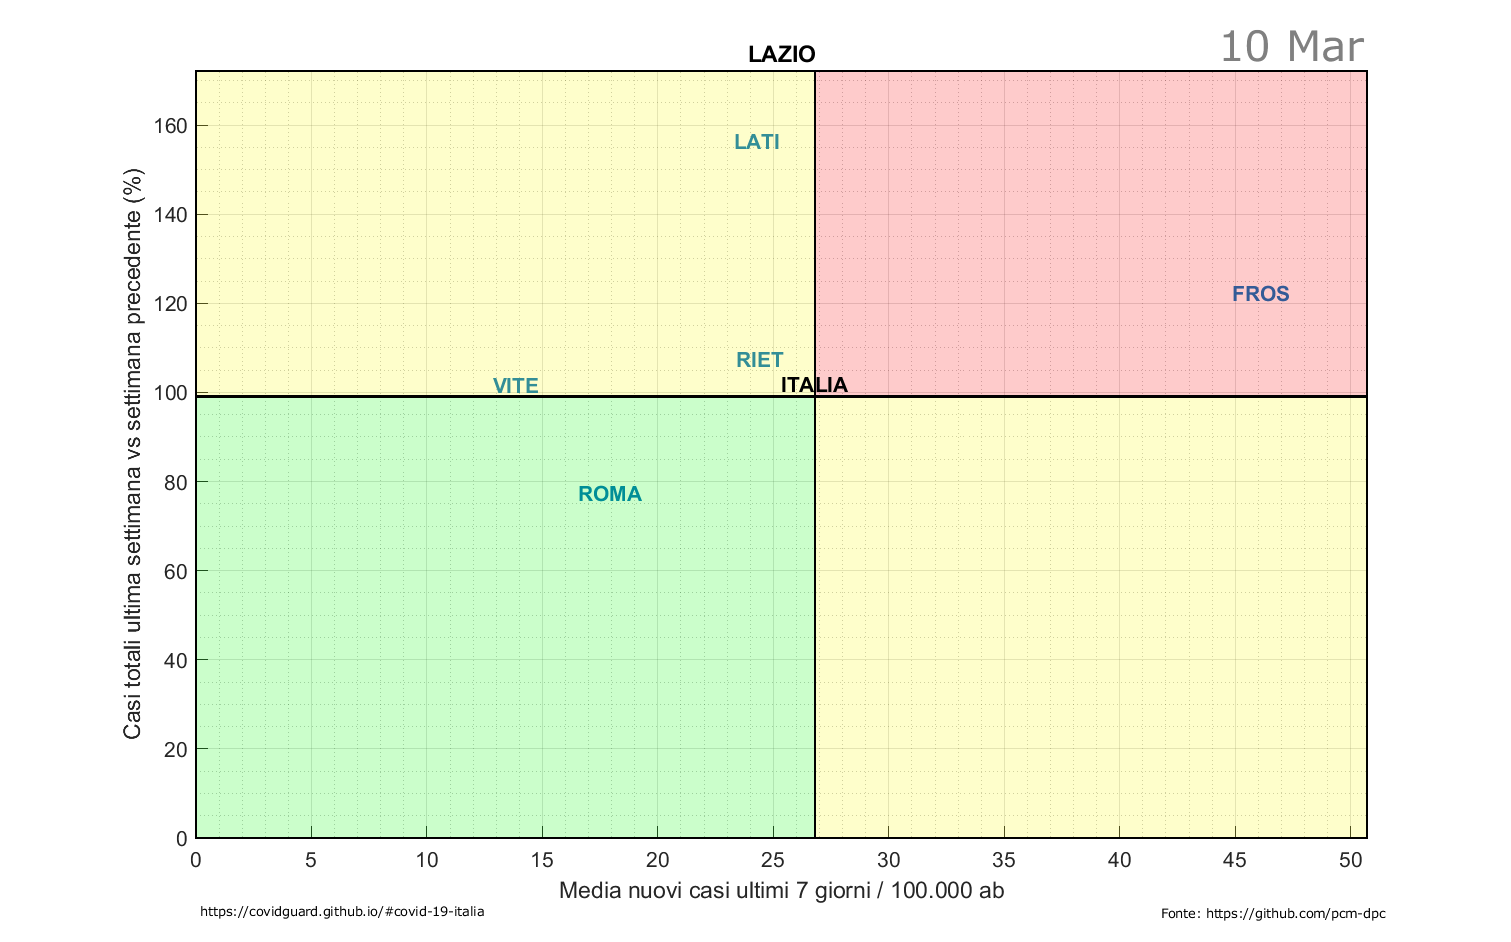 10 Mar
LAZIO
Casi totali ultima settimana vs settimana precedente (%)
160
140
120
100
80
60
40
20
0
LATI
FROS
RIET
ITALIA
VITE
ROMA
0 5 10 15 20 25 30 35 40 45 50
Media nuovi casi ultimi 7 giorni / 100.000 ab
https://covidguard.github.io/#covid-19-italia
Fonte: https://github.com/pcm-dpc